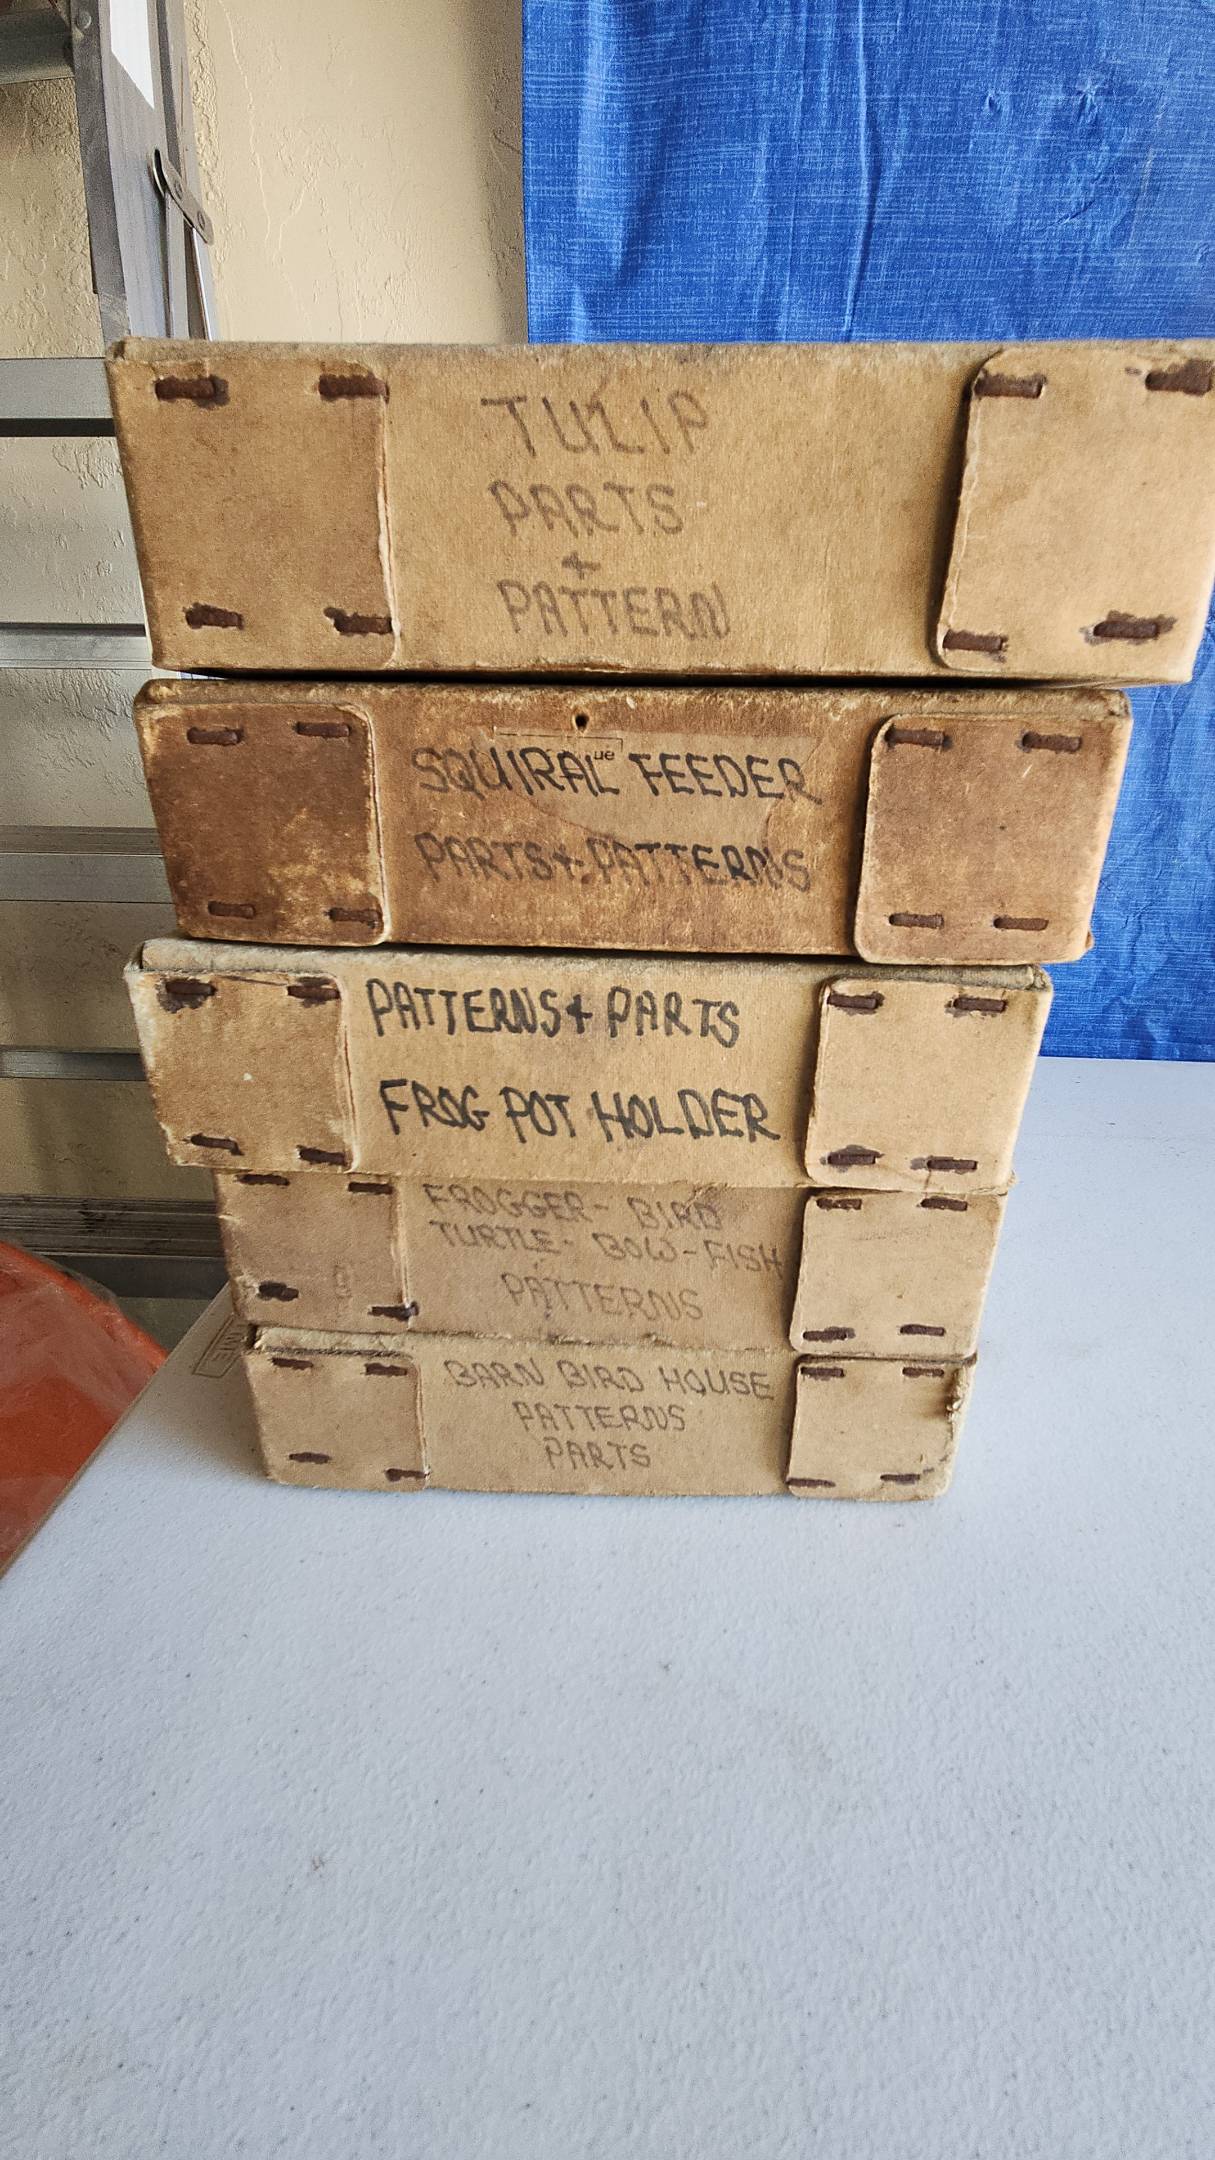 TULIP
PARTS
+
PATTERN
ue
SQUIRAL FEEDER
PARTS + PATTERNS
PATTERNS + PARTS
FROG POT HOLDER
FROGGER - BIRD
TURTLE - BOW - FISH
PATTERNS
BARN BIRD HOUSE
PATTERNS
PARTS